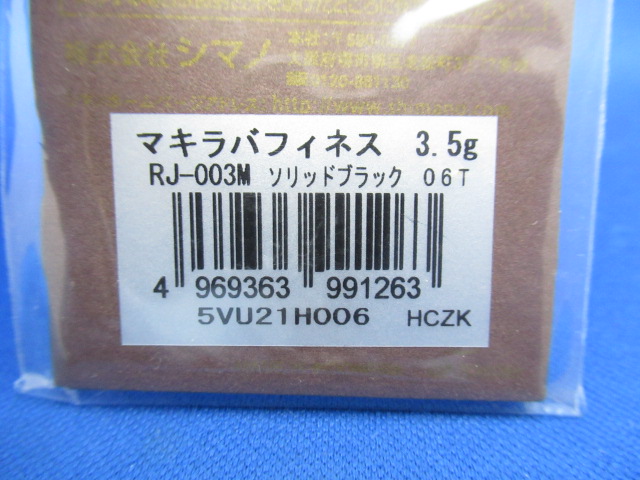 株式会社シマノ
マキラバフィネス 3.5g
RJ-003M ソリッドブラック 06T
4 969363 991263
5VU21H006 HCZK